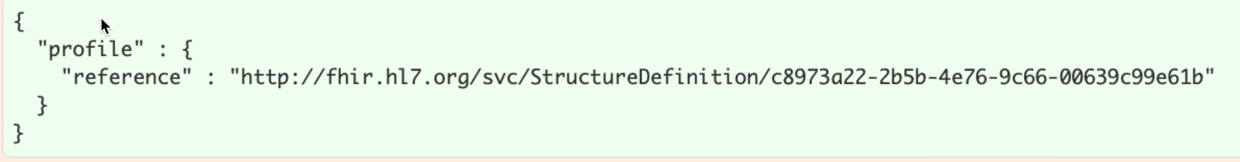 {
  "profile" : {
    "reference" : "http://fhir.hl7.org/svc/StructureDefinition/c8973a22-2b5b-4e76-9c66-00639c99e61b"
  }
}